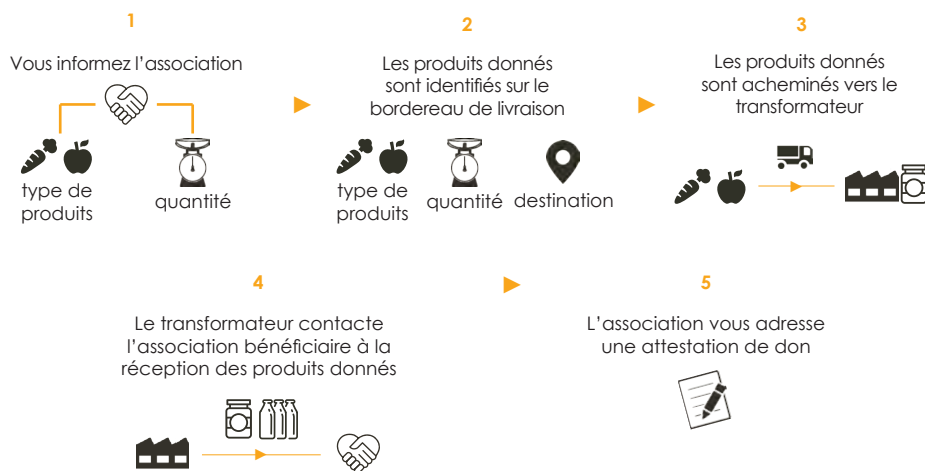 1
Vous informez l'association
type de
produits
quantité
2
Les produits donnés
sont identifiés sur le
bordereau de livraison
type de
produits
quantité
destination
3
Les produits donnés
sont acheminés vers le
transformateur
4
Le transformateur contacte
l'association bénéficiaire à la
réception des produits donnés
5
L'association vous adresse
une attestation de don